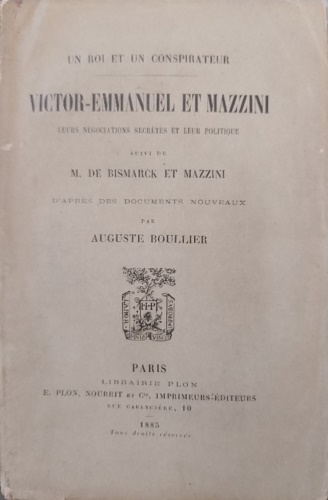 UN ROI ET UN CONSPIRATEUR
VICTOR-EMMANUEL ET MAZZINI
LEURS NÉGOCIATIONS SECRÈTES ET LEUR POLITIQUE
SUIVI DE
M. DE BISMARCK ET MAZZINI
D'APRÈS DES DOCUMENTS NOUVEAUX
PAR
AUGUSTE BOULLIER
PARIS
LIBRAIRIE PLON
E. PLON, NOURRIT ET Cie, IMPRIMEURS-ÉDITEURS
RUE GARANCIÈRE, 10
1885
Tous droits réservés